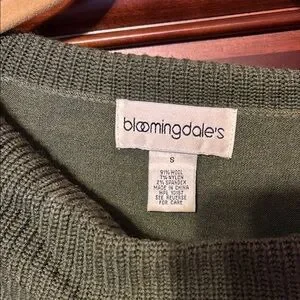 bloomingdale's
S
91% WOOL
7% NYLON
2% SPANDEX
MADE IN CHINA
SEE REVERSE
FOR CARE